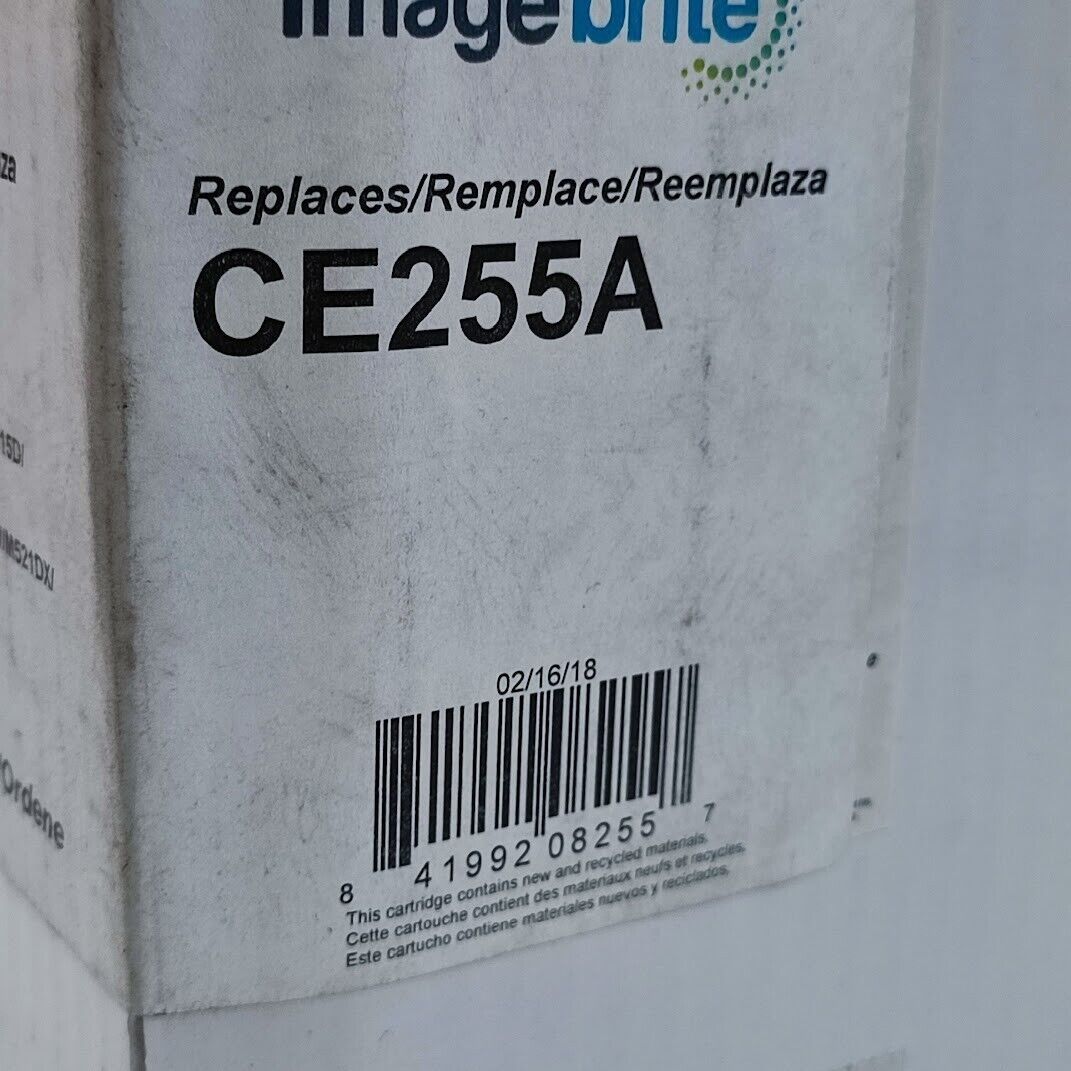 imagebrite
Replaces/Remplace/Reemplaza
CE255A
02/16/18
8 41992 08255 7
This cartridge contains new and recycled materials.
Cette cartouche contient des materiaux neufs et recycles.
Este cartucho contiene materiales nuevos y reciclados.
za
15D/
M521DX/
Ordene